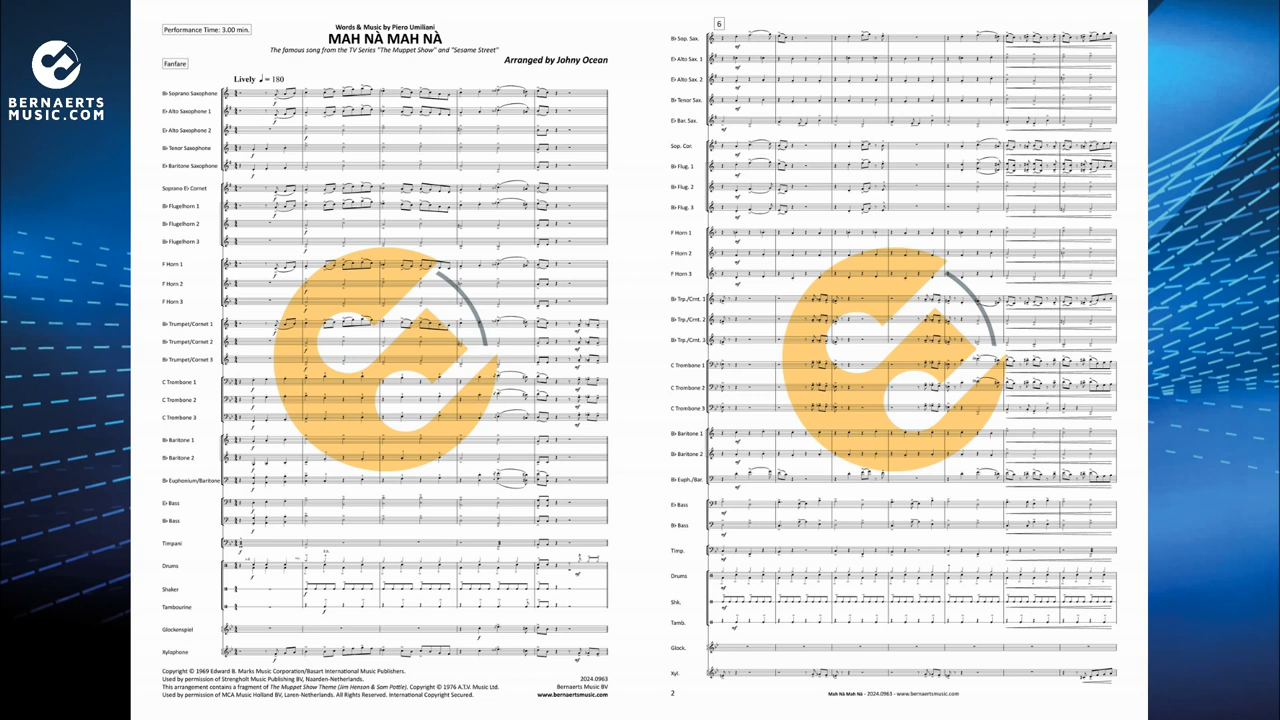 BERNAERTS
MUSIC.COM
Performance Time: 3.00 min.
Words & Music by Piero Umiliani
MAH NÀ MAH NÀ
The famous song from the TV Series "The Muppet Show" and "Sesame Street"
Arranged by Johny Ocean
Fanfare
Lively ♩ = 180
B♭ Soprano Saxophone
E♭ Alto Saxophone 1
E♭ Alto Saxophone 2
B♭ Tenor Saxophone
E♭ Baritone Saxophone
Soprano E♭ Cornet
B♭ Flugelhorn 1
B♭ Flugelhorn 2
B♭ Flugelhorn 3
F Horn 1
F Horn 2
F Horn 3
B♭ Trumpet/Cornet 1
B♭ Trumpet/Cornet 2
B♭ Trumpet/Cornet 3
C Trombone 1
C Trombone 2
C Trombone 3
B♭ Baritone 1
B♭ Baritone 2
B♭ Euphonium/Baritone
E♭ Bass
B♭ Bass
Timpani
Drums
Shaker
Tambourine
Glockenspiel
Xylophone
Copyright © 1969 Edward B. Marks Music Corporation/Basart International Music Publishers.
Used by permission of Strengholt Music Publishing BV, Naarden-Netherlands.
This arrangement contains a fragment of The Muppet Show Theme (Jim Henson & Sam Pottle). Copyright © 1976 A.T.V. Music Ltd.
Used by permission of MCA Music Holland BV, Laren-Netherlands. All Rights Reserved. International Copyright Secured.
2024.0963
Bernaerts Music BV
www.bernaertsmusic.com
6
B♭ Sop. Sax.
E♭ Alto Sax. 1
E♭ Alto Sax. 2
B♭ Tenor Sax.
E♭ Bar. Sax.
Sop. Cor.
B♭ Flug. 1
B♭ Flug. 2
B♭ Flug. 3
F Horn 1
F Horn 2
F Horn 3
B♭ Trp./Crnt. 1
B♭ Trp./Crnt. 2
B♭ Trp./Crnt. 3
C Trombone 1
C Trombone 2
C Trombone 3
B♭ Baritone 1
B♭ Baritone 2
B♭ Euph./Bar.
E♭ Bass
B♭ Bass
Timp.
Drums
Shk.
Tamb.
Glock.
Xyl.
2
Mah Nà Mah Nà - 2024.0963 - www.bernaertsmusic.com